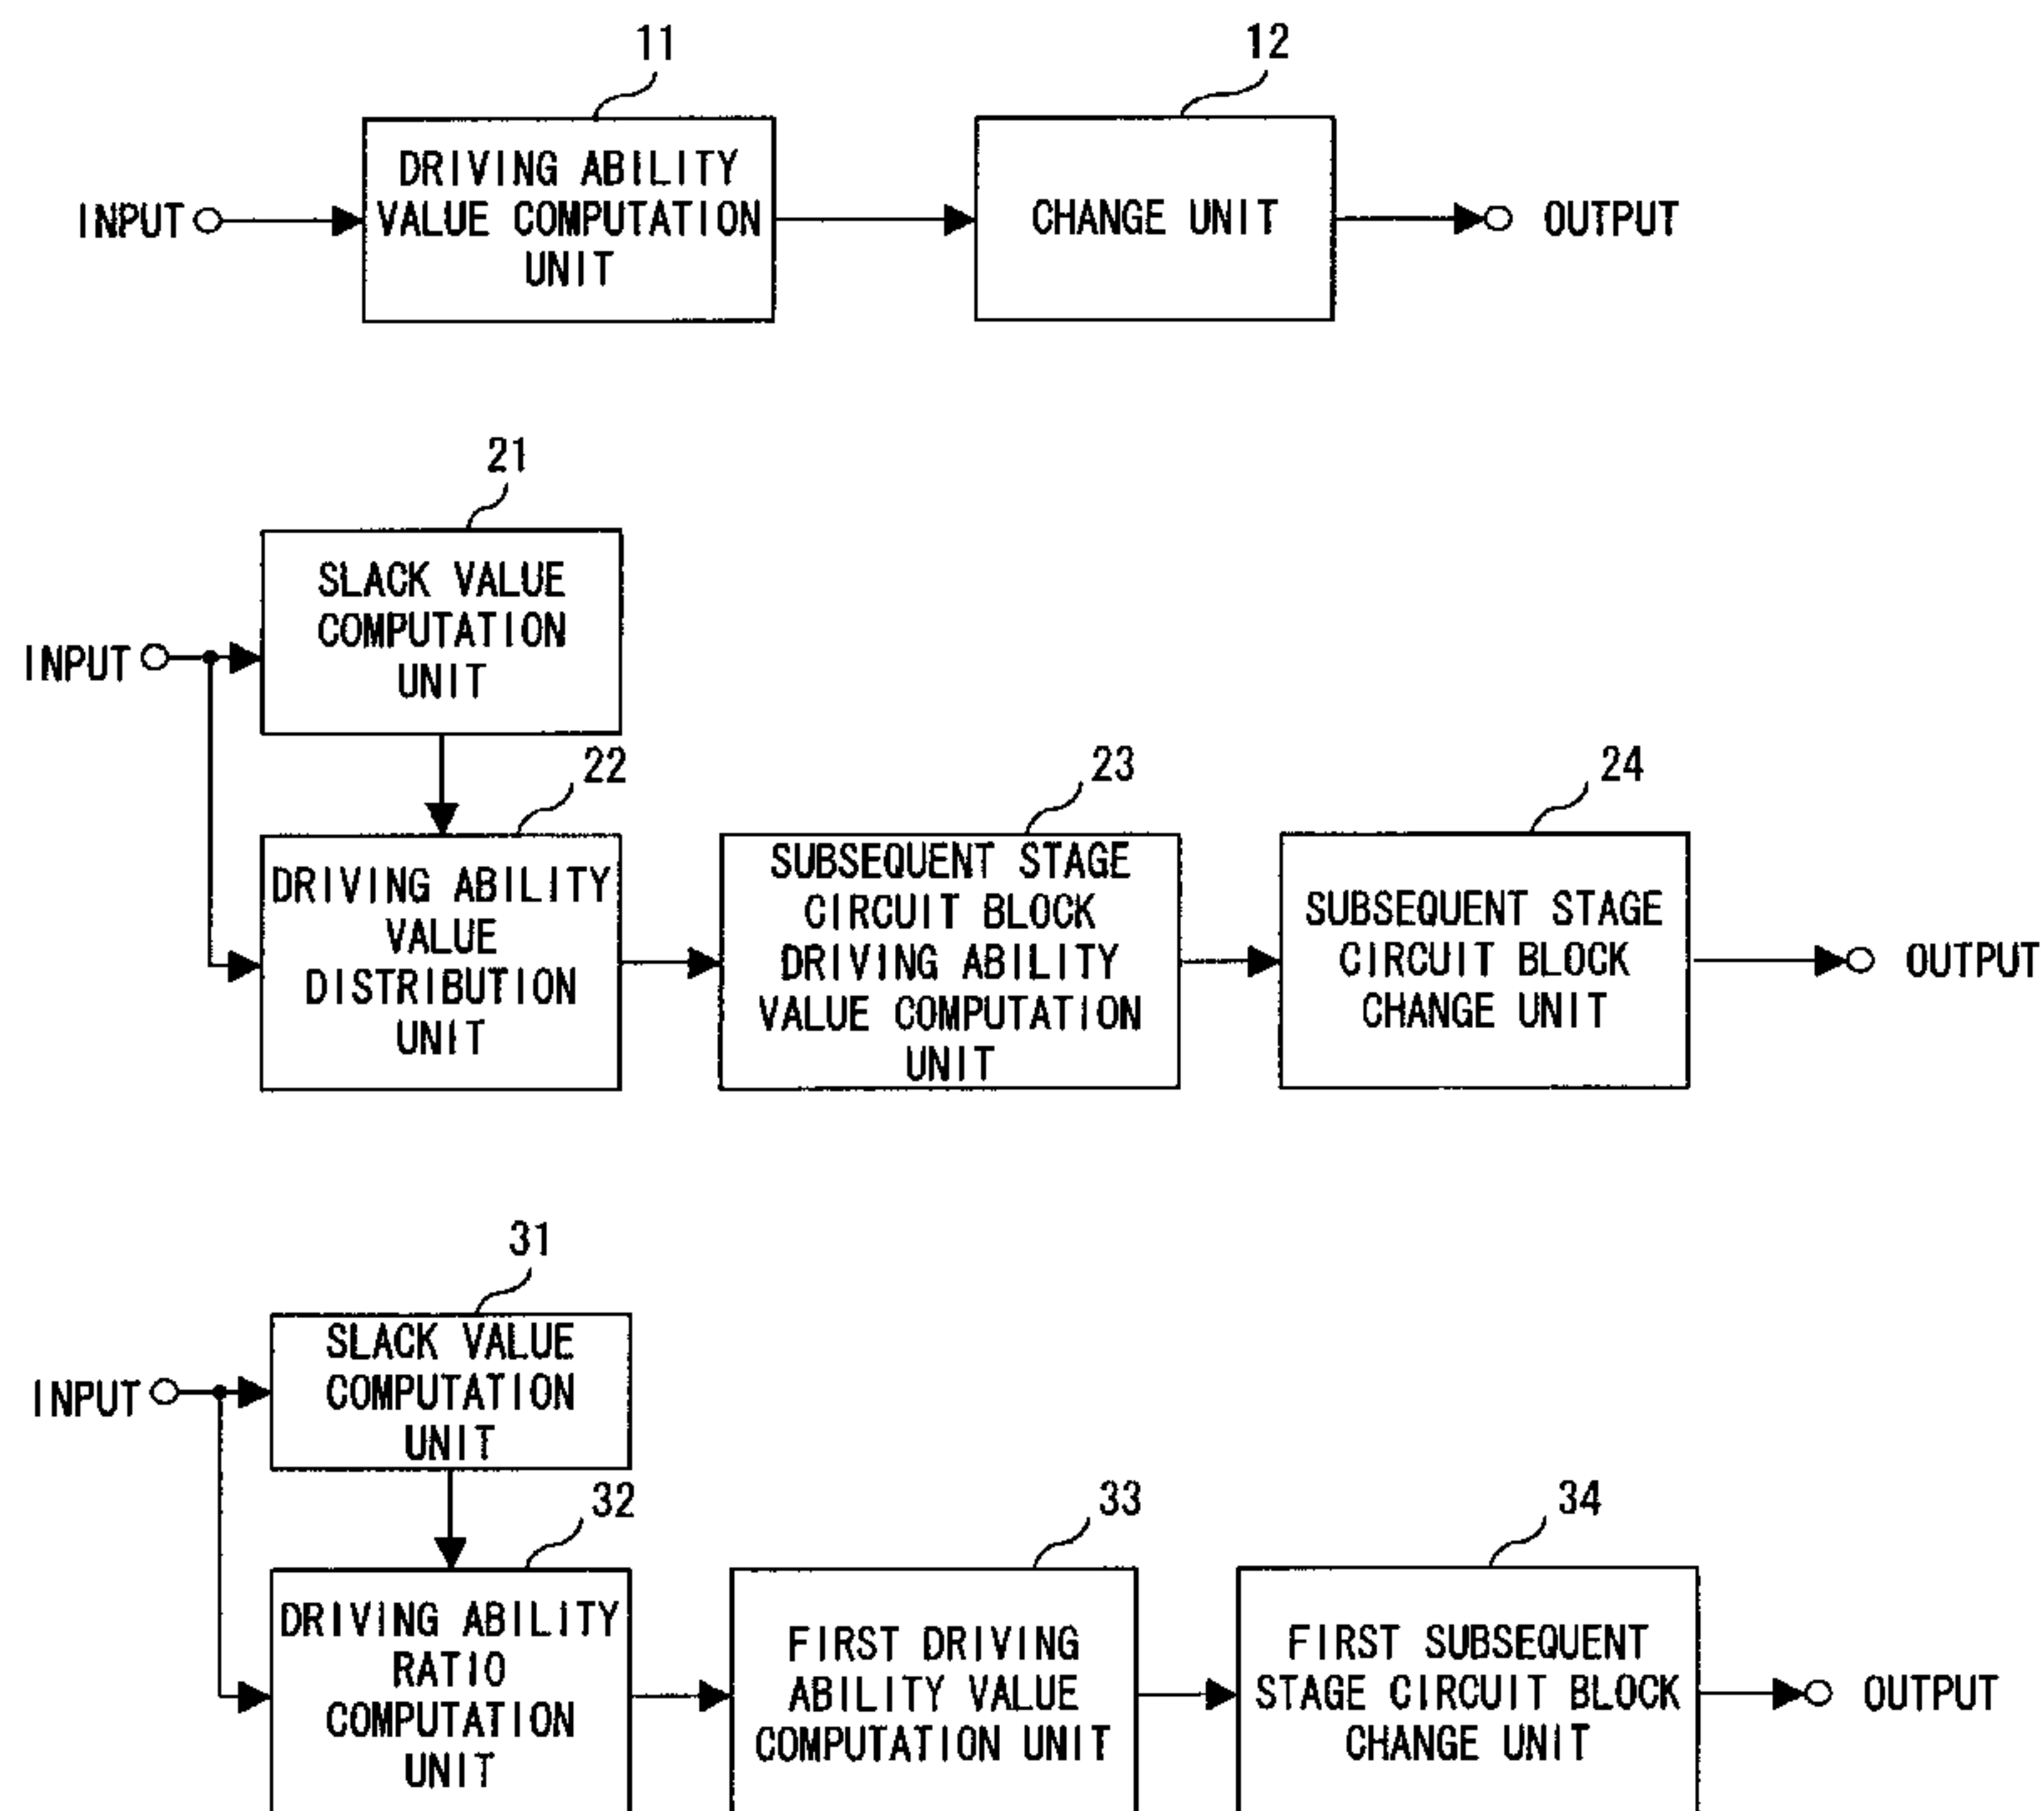 11
12
INPUT
DRIVING ABILITY
VALUE COMPUTATION
UNIT
CHANGE UNIT
OUTPUT
21
INPUT
SLACK VALUE
COMPUTATION
UNIT
22
23
24
DRIVING ABILITY
VALUE
DISTRIBUTION
UNIT
SUBSEQUENT STAGE
CIRCUIT BLOCK
DRIVING ABILITY
VALUE COMPUTATION
UNIT
SUBSEQUENT STAGE
CIRCUIT BLOCK
CHANGE UNIT
OUTPUT
31
INPUT
SLACK VALUE
COMPUTATION
UNIT
32
33
34
DRIVING ABILITY
RATIO
COMPUTATION
UNIT
FIRST DRIVING
ABILITY VALUE
COMPUTATION UNIT
FIRST SUBSEQUENT
STAGE CIRCUIT BLOCK
CHANGE UNIT
OUTPUT